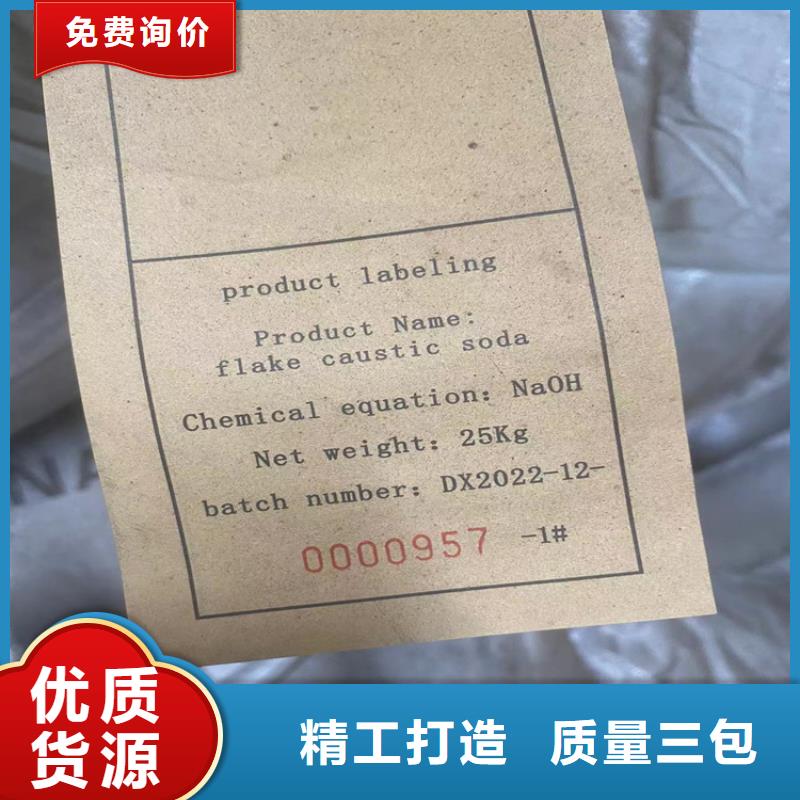 免费询价
product labeling
Product Name:
flake caustic soda
Chemical equation: NaOH
Net weight: 25Kg
batch number: DX2022-12-
0000957 -1#
NA
优质
货源
精工打造 质量三包